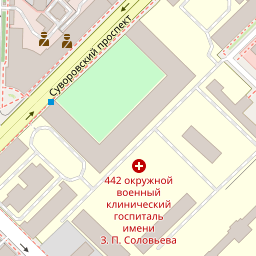 Суворовский проспект
442 окружной
военный
клинический
госпиталь
имени
З. П. Соловьева